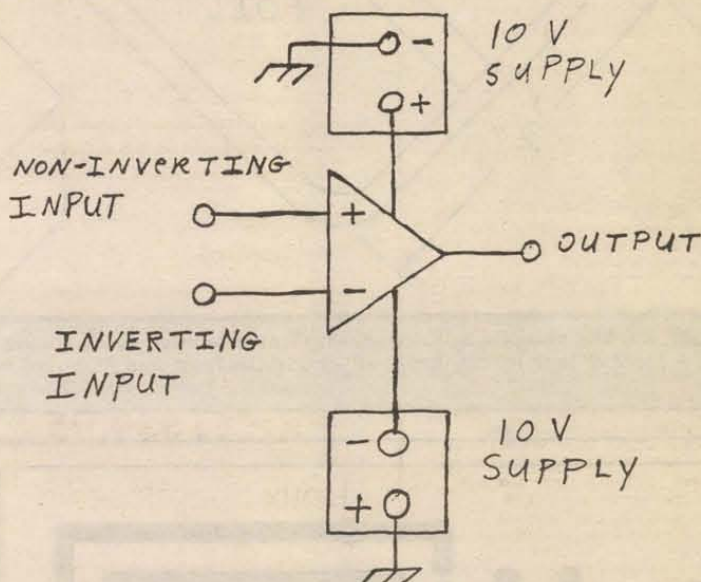 10 V
SUPPLY
-
+
NON-INVERTING
INPUT
+
OUTPUT
-
INVERTING
INPUT
10 V
SUPPLY
-
+